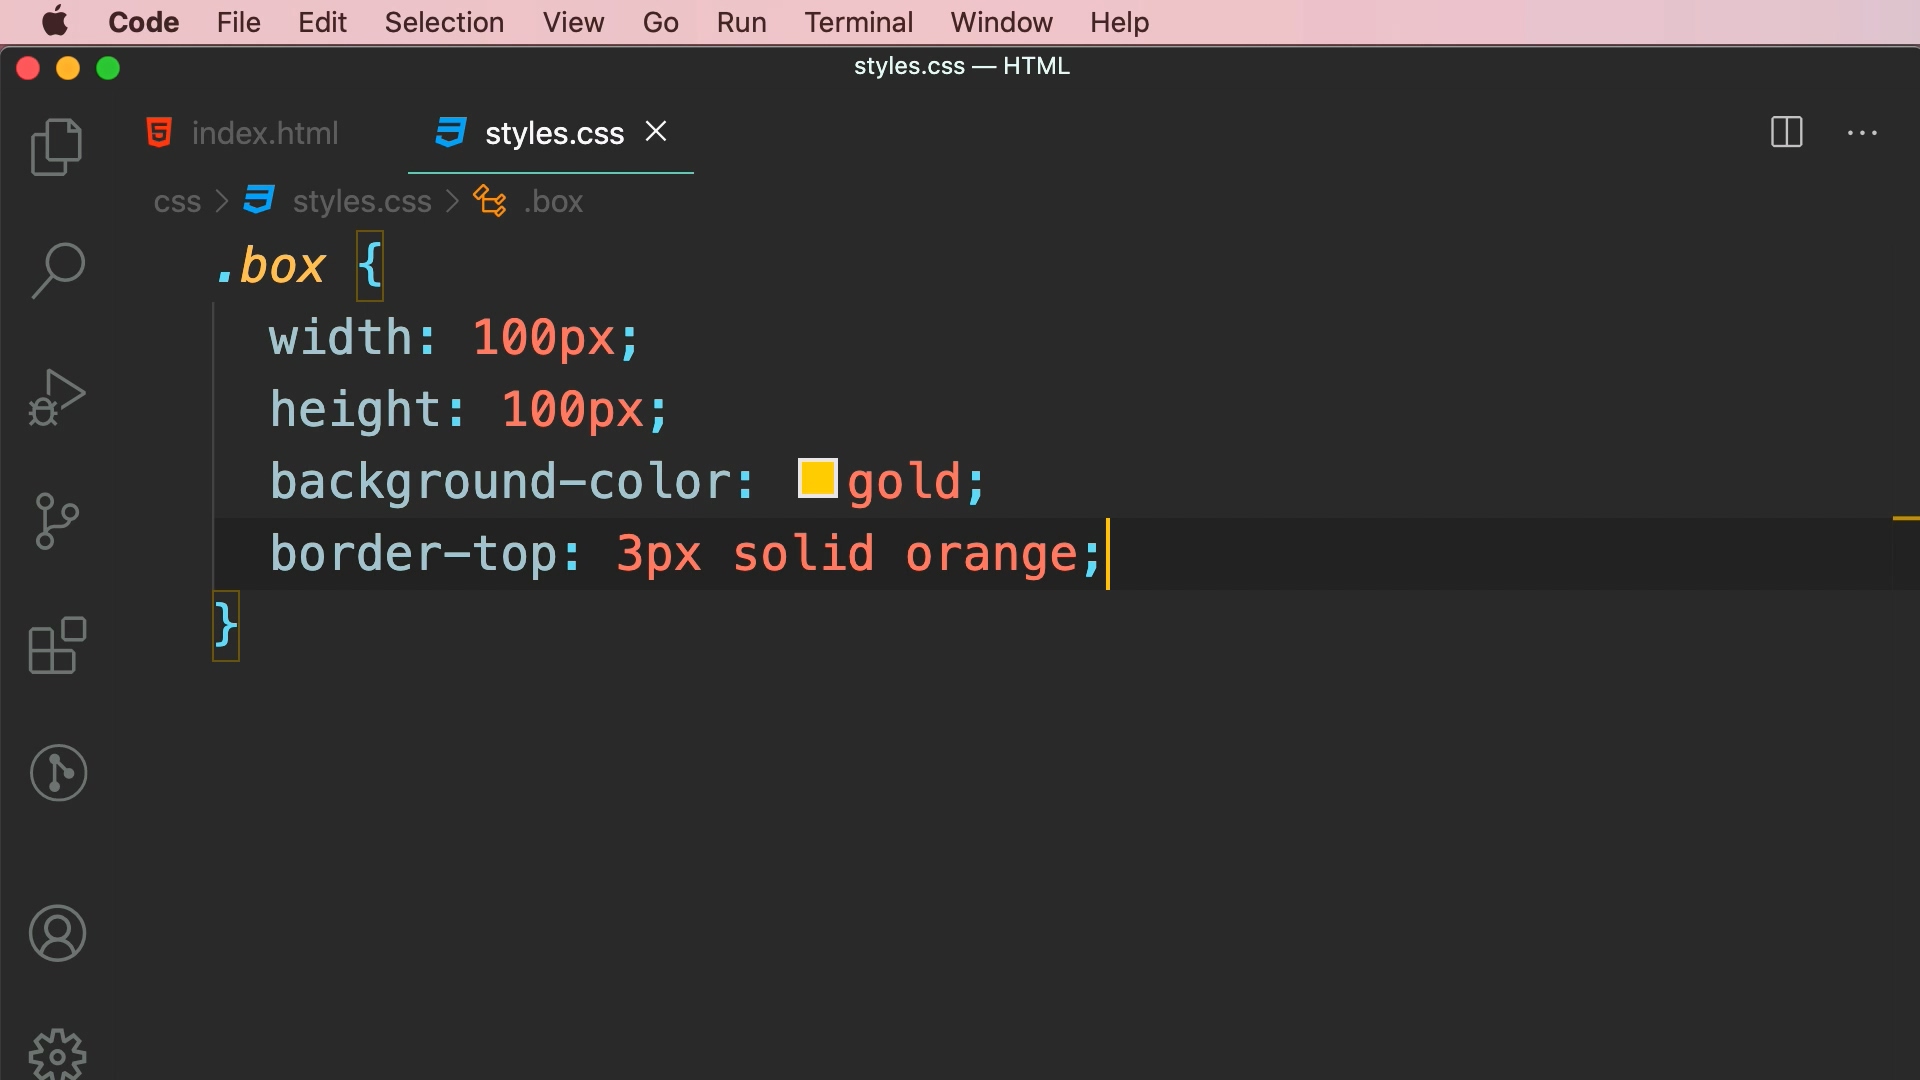 Code File Edit Selection View Go Run Terminal Window Help
styles.css — HTML
index.html styles.css
css > styles.css > .box
.box {
width: 100px;
height: 100px;
background-color: gold;
border-top: 3px solid orange;
}